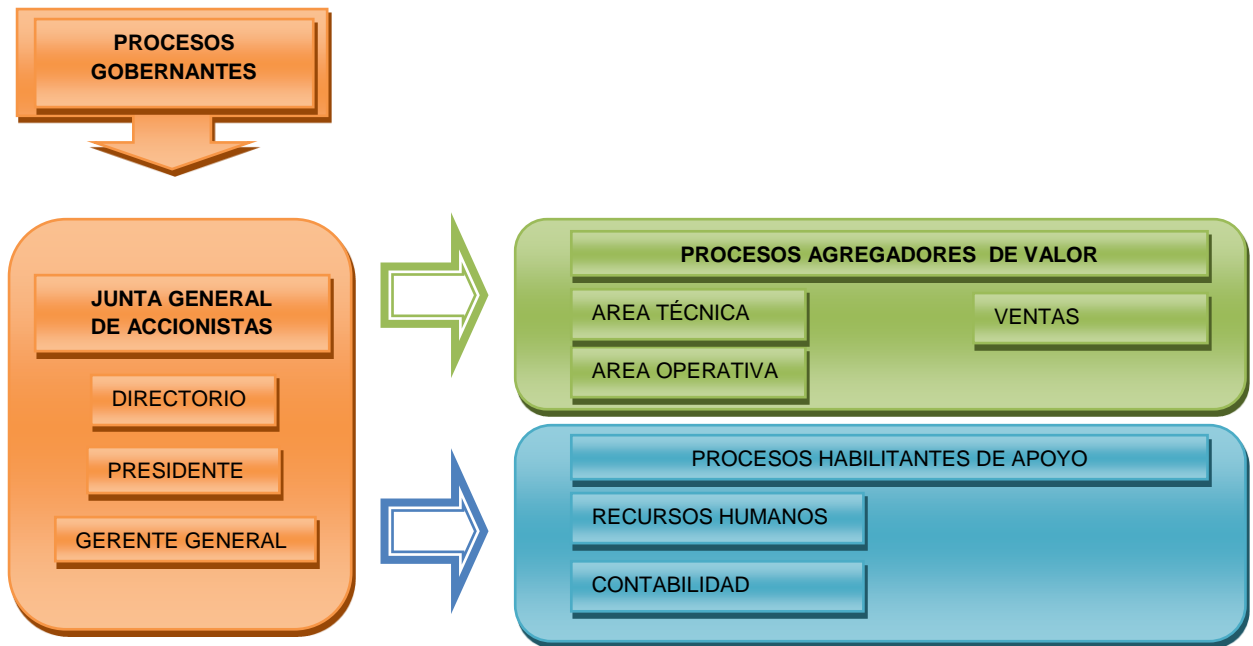 PROCESOS
GOBERNANTES
JUNTA GENERAL
DE ACCIONISTAS
DIRECTORIO
PRESIDENTE
GERENTE GENERAL
PROCESOS AGREGADORES DE VALOR
AREA TÉCNICA
VENTAS
AREA OPERATIVA
PROCESOS HABILITANTES DE APOYO
RECURSOS HUMANOS
CONTABILIDAD